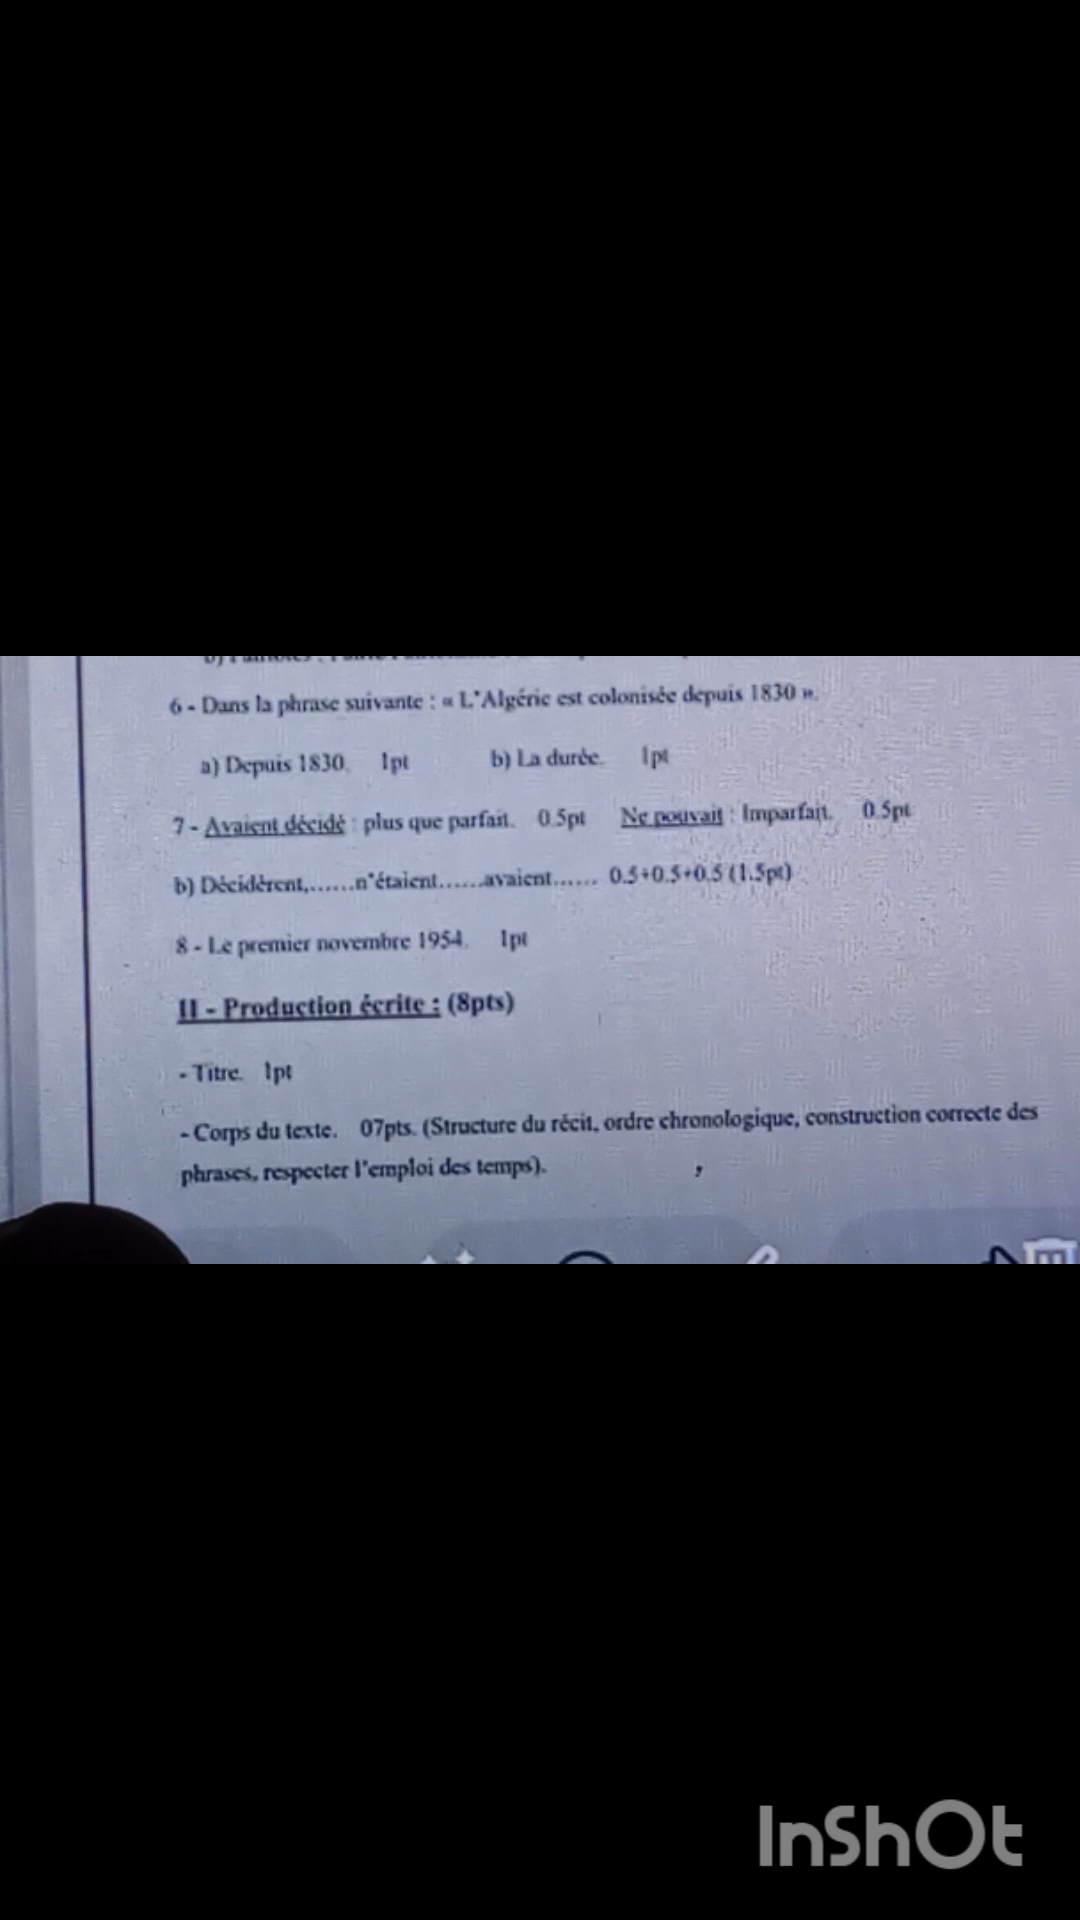 6 - Dans la phrase suivante : « L'Algérie est colonisée depuis 1830 ».
a) Depuis 1830. 1pt b) La durée. 1pt
7 - Avaient décidé : plus que parfait. 0.5pt Ne pouvait : Imparfait. 0.5pt
b) Décidèrent,......n'étaient......avaient...... 0.5+0.5+0.5 (1.5pt)
8 - Le premier novembre 1954. 1pt
II - Production écrite : (8pts)
- Titre. 1pt
- Corps du texte. 07pts. (Structure du récit, ordre chronologique, construction correcte des
phrases, respecter l'emploi des temps).
InShOt